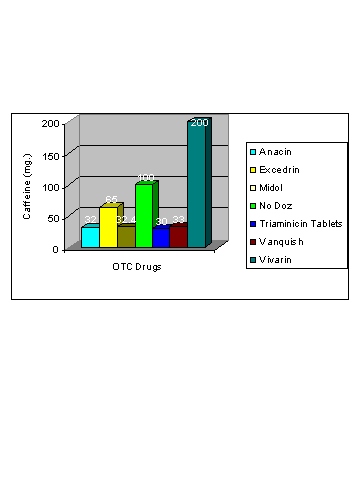 200
150
100
50
0
Caffeine (mg.)
32
65
32.4
100
30
33
200
OTC Drugs
Anacin
Excedrin
Midol
No Doz
Triaminicin Tablets
Vanquish
Vivarin